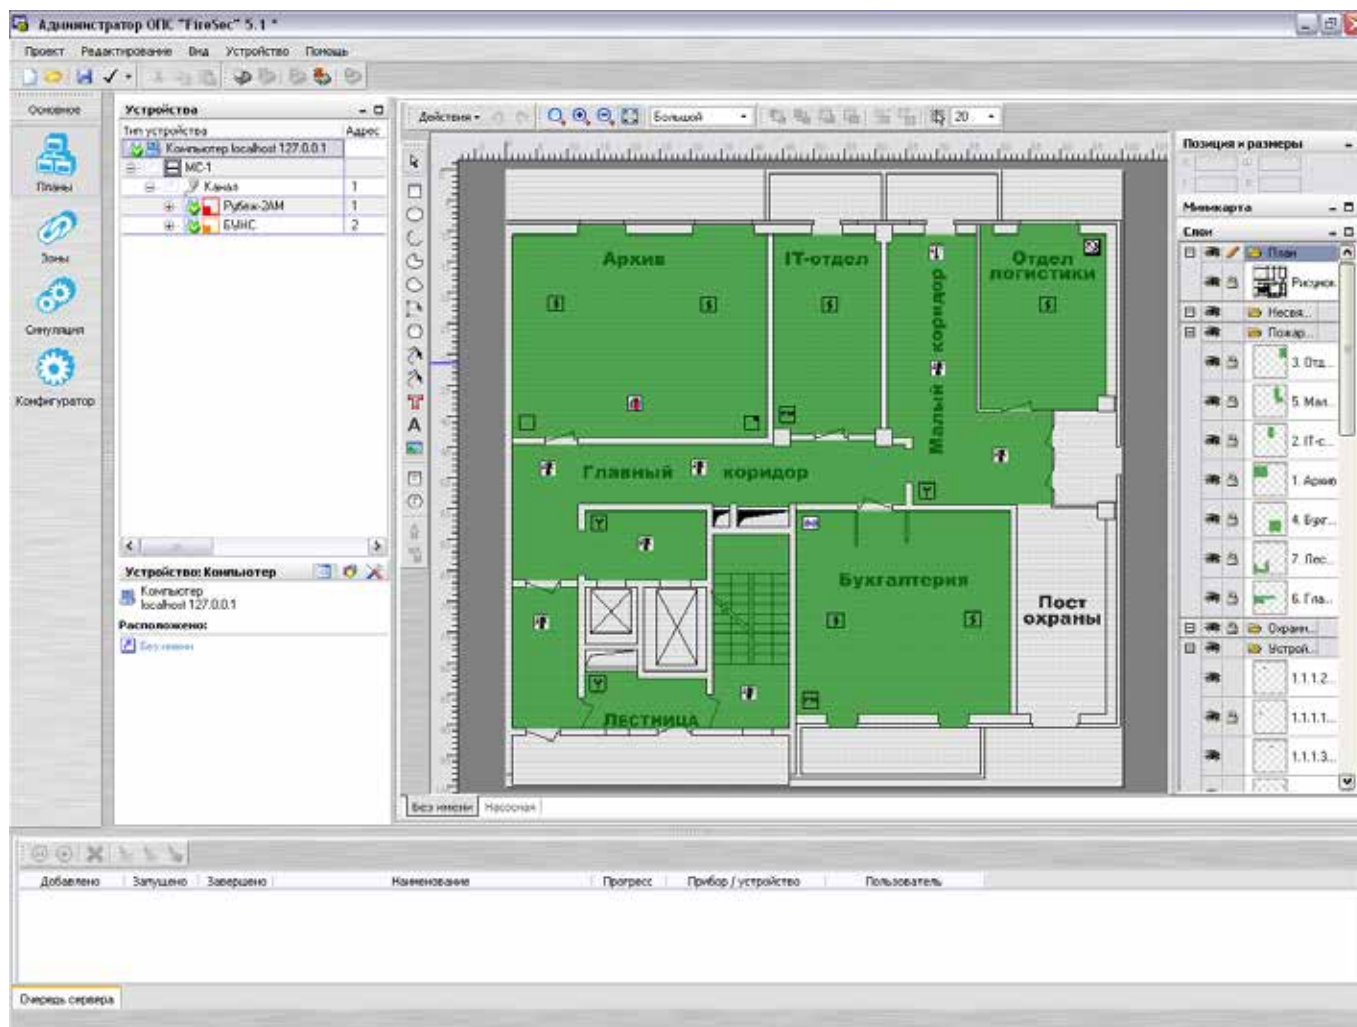 Администратор ОПС "FireSec" 5.1 *
Проект Редактирование Вид Устройство Помощь
Основное
Планы
Зоны
Симуляция
Конфигуратор
Устройства
Тип устройства Адрес
Компьютер localhost 127.0.0.1
МС-1
Канал 1
Рубеж-2АМ 1
БУНС 2
Устройство: Компьютер
Компьютер
localhost 127.0.0.1
Расположено:
Без имени
Действия
Большой
20
Архив
IT-отдел
Малый коридор
Отдел
логистики
Главный коридор
Бухгалтерия
Пост
охраны
Лестница
Без имени Насосная
Позиция и размеры
Миникарта
Слои
План
Рисунок
Несвя...
Пожар...
3. Отд...
5. Мал...
2. IT-с...
1. Архив
4. Бухг...
7. Лес...
6. Гла...
Охран...
Устрой...
1.1.1.2...
1.1.1.1...
1.1.1.3...
Добавлено Запущено Завершено Наименование Прогресс Прибор / устройство Пользователь
Очередь сервера